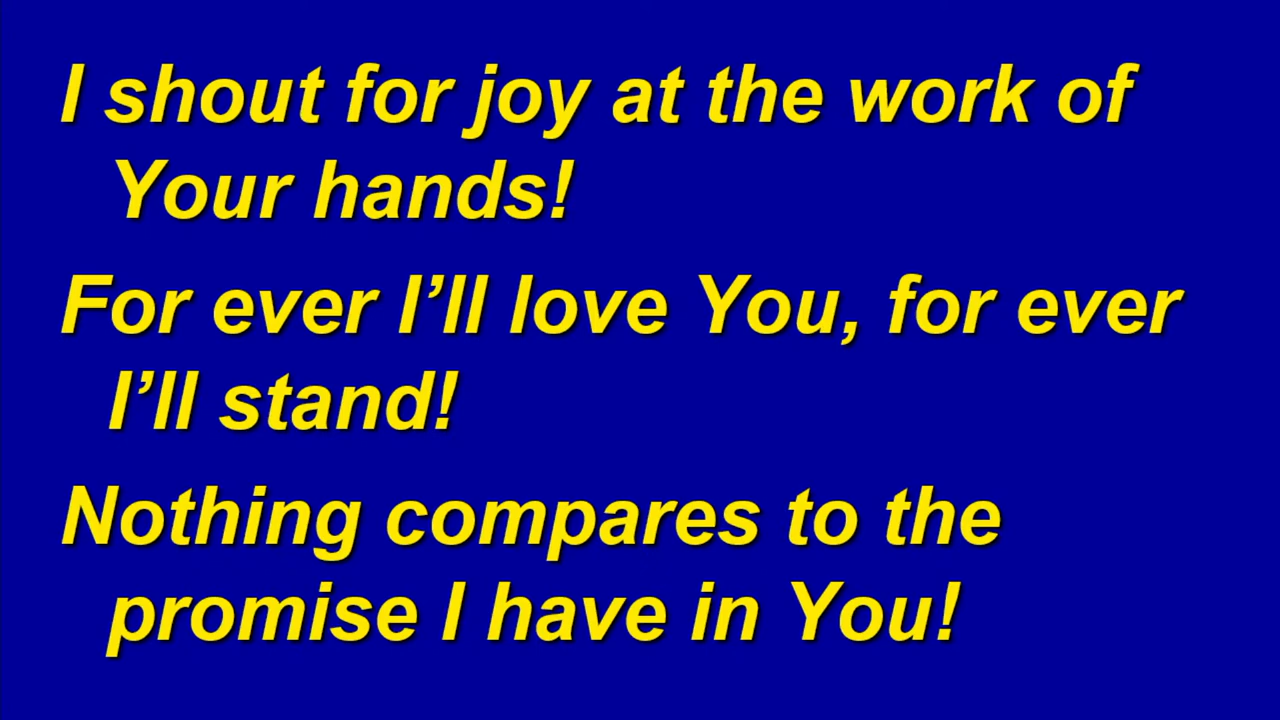 I shout for joy at the work of
Your hands!
For ever I’ll love You, for ever
I’ll stand!
Nothing compares to the
promise I have in You!